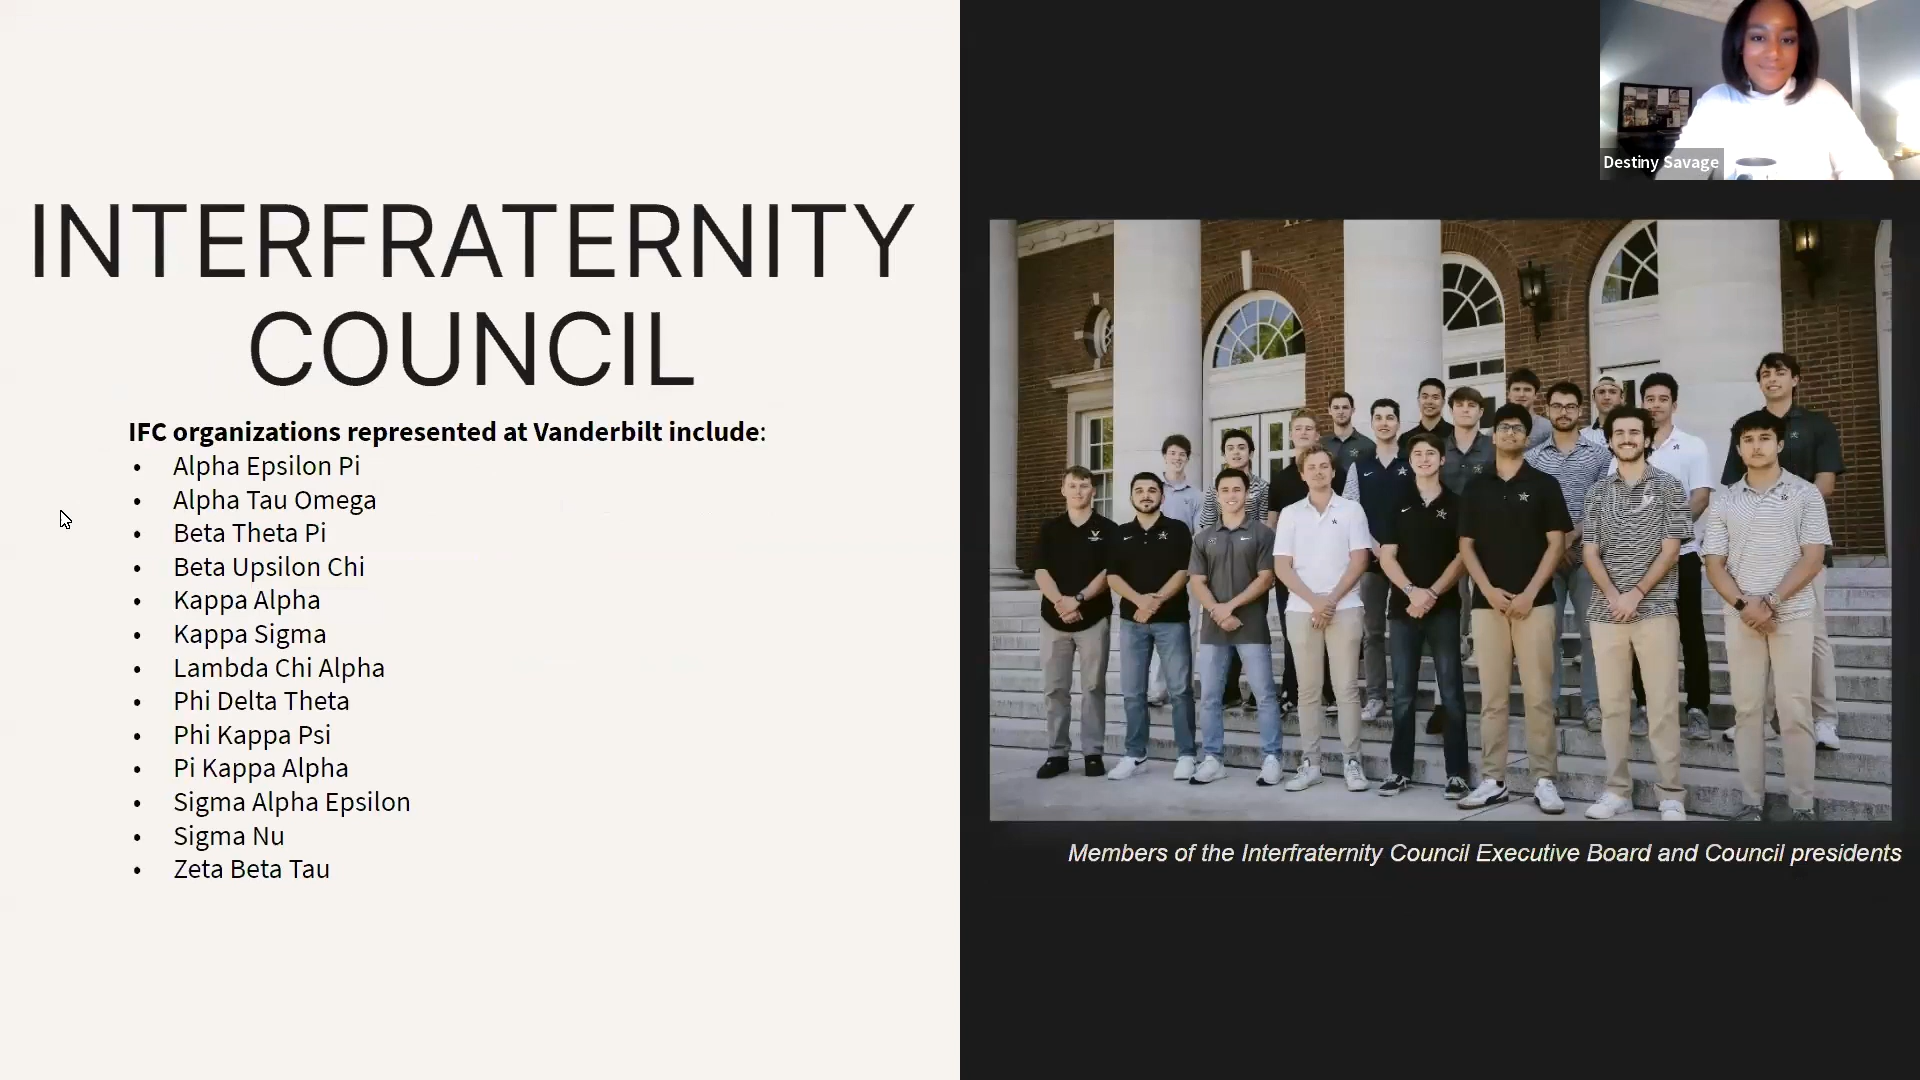 INTERFRATERNITY
COUNCIL
IFC organizations represented at Vanderbilt include:
• Alpha Epsilon Pi
• Alpha Tau Omega
• Beta Theta Pi
• Beta Upsilon Chi
• Kappa Alpha
• Kappa Sigma
• Lambda Chi Alpha
• Phi Delta Theta
• Phi Kappa Psi
• Pi Kappa Alpha
• Sigma Alpha Epsilon
• Sigma Nu
• Zeta Beta Tau
Destiny Savage
Members of the Interfraternity Council Executive Board and Council presidents